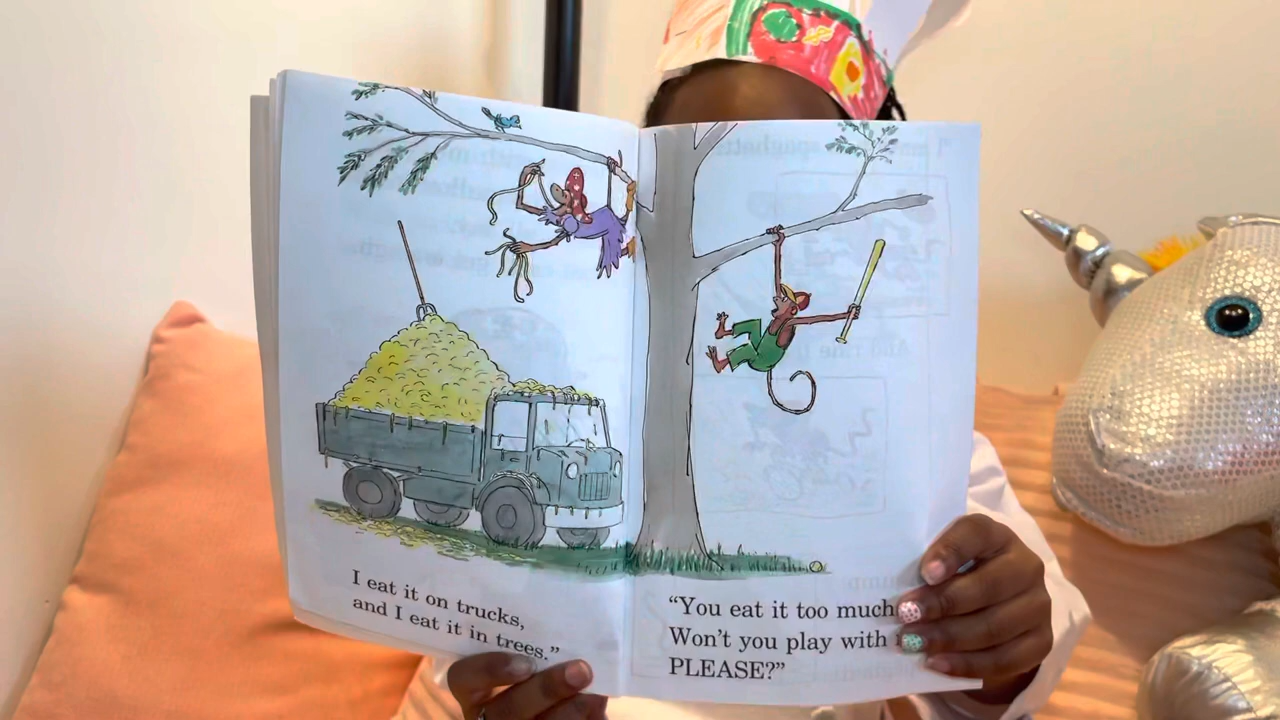 I eat it on trucks,
and I eat it in trees.”
“You eat it too much
Won’t you play with
PLEASE?”